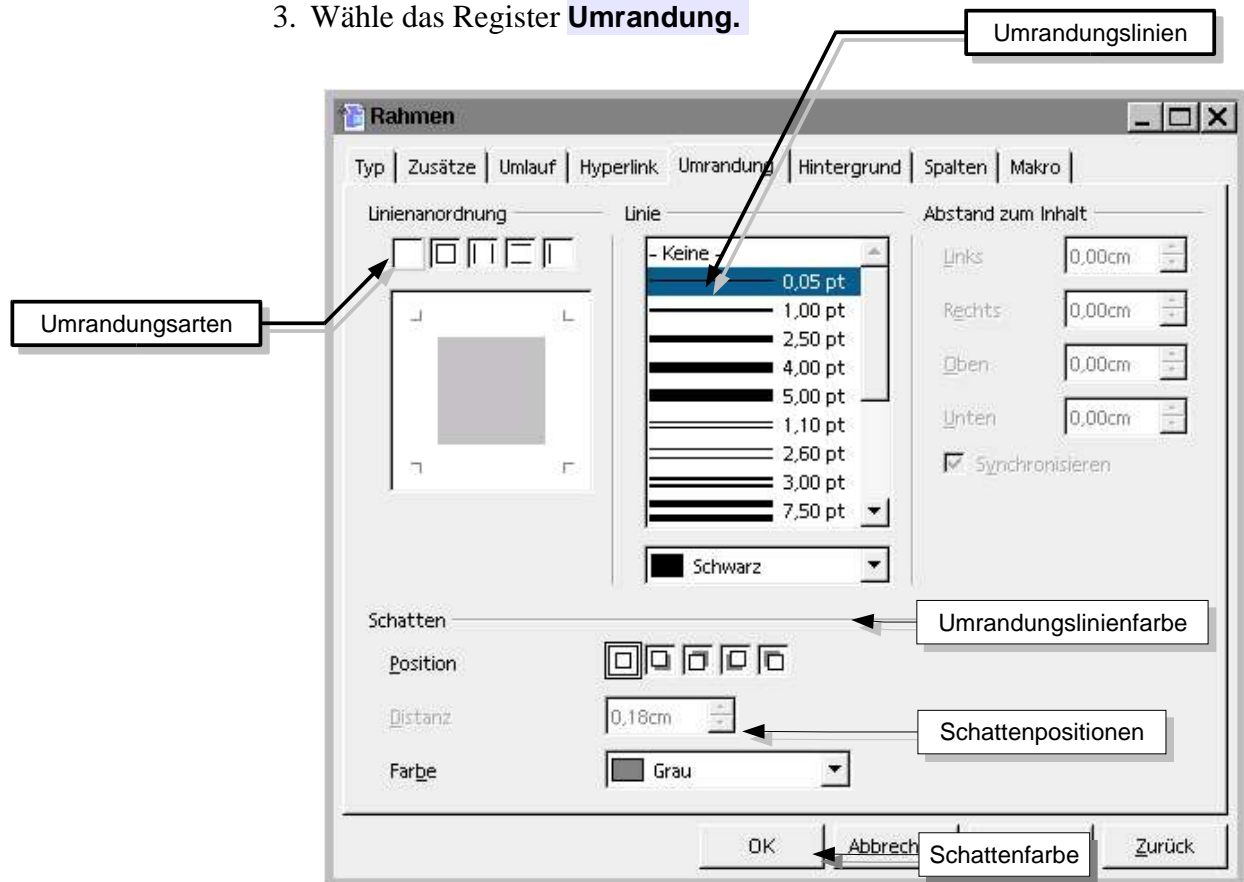 3. Wähle das Register Umrandung.
Umrandungslinien
Rahmen
Typ Zusätze Umlauf Hyperlink Umrandung Hintergrund Spalten Makro
Linienanordnung
Linie
Abstand zum Inhalt
- Keine -
0,05 pt
1,00 pt
2,50 pt
4,00 pt
5,00 pt
1,10 pt
2,60 pt
3,00 pt
7,50 pt
Schwarz
Links 0,00cm
Rechts 0,00cm
Oben 0,00cm
Unten 0,00cm
Synchronisieren
Umrandungsarten
Schatten
Umrandungslinienfarbe
Position
Distanz 0,18cm
Schattenpositionen
Farbe Grau
OK Abbrech
Schattenfarbe
Zurück